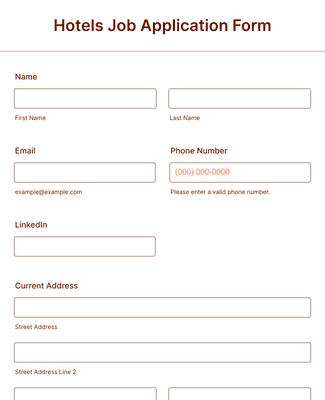 Hotels Job Application Form
Name
First Name
Last Name
Email
Phone Number
(000) 000-0000
example@example.com
Please enter a valid phone number.
LinkedIn
Current Address
Street Address
Street Address Line 2